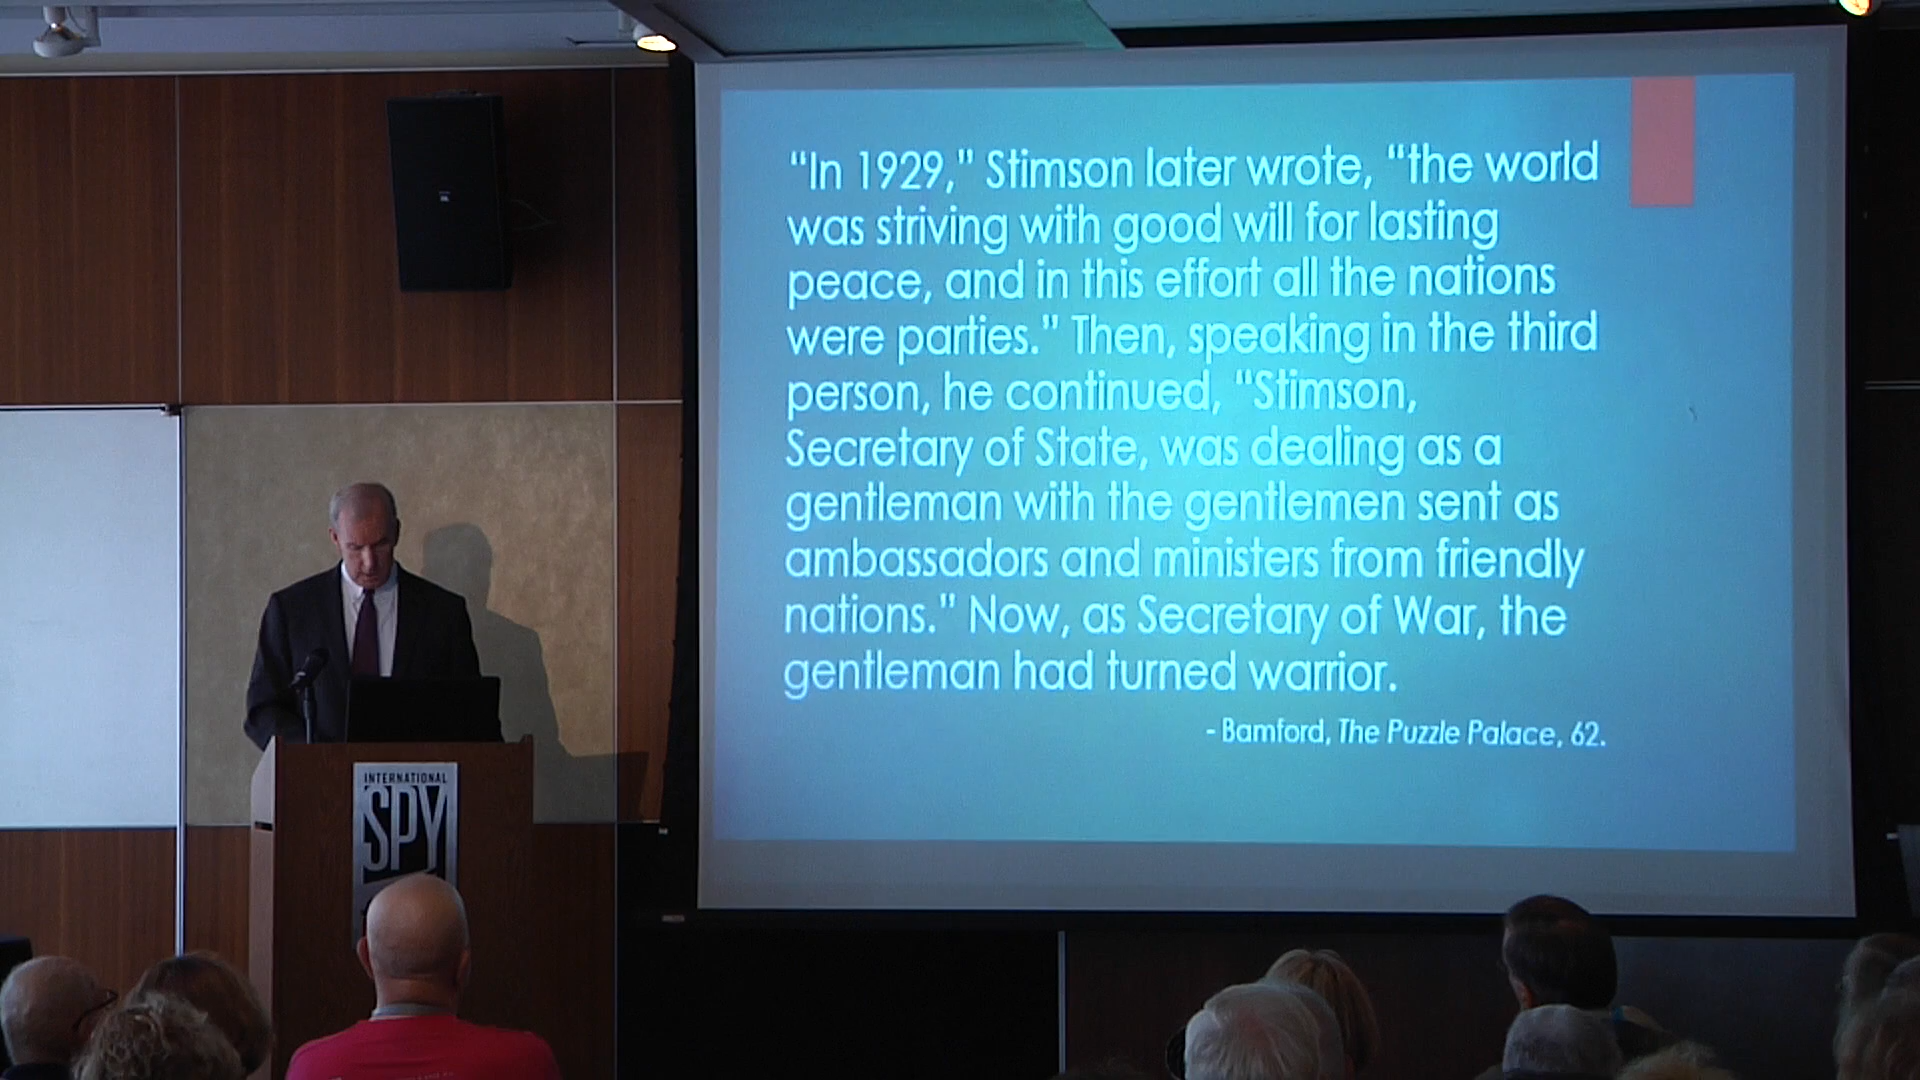 “In 1929,” Stimson later wrote, “the world
was striving with good will for lasting
peace, and in this effort all the nations
were parties." Then, speaking in the third
person, he continued, "Stimson,
Secretary of State, was dealing as a
gentleman with the gentlemen sent as
ambassadors and ministers from friendly
nations." Now, as Secretary of War, the
gentleman had turned warrior.
- Bamford, The Puzzle Palace, 62.
INTERNATIONAL
SPY